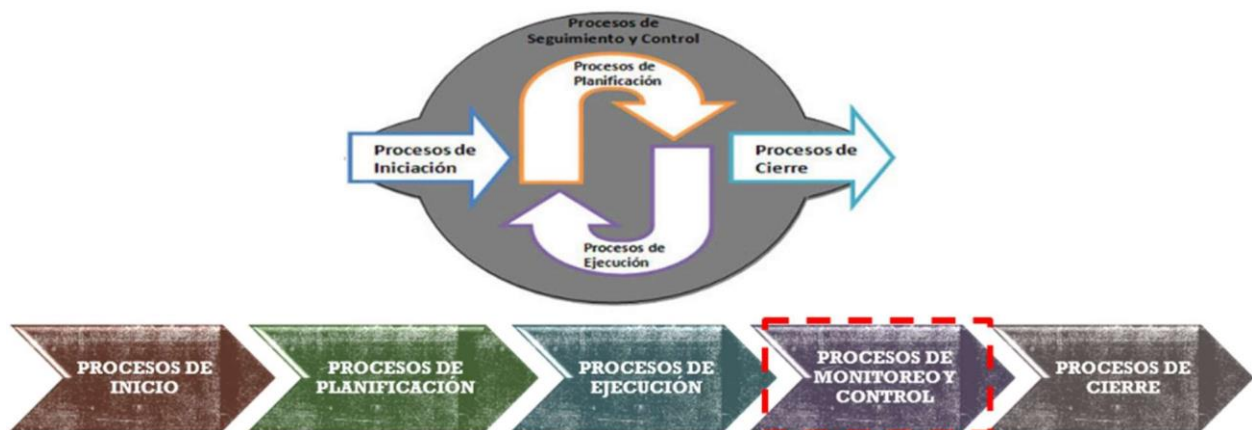 Procesos de
Seguimiento y Control
Procesos de
Planificación
Procesos de
Iniciación
Procesos de
Cierre
Procesos de
Ejecución
PROCESOS DE
INICIO
PROCESOS DE
PLANIFICACIÓN
PROCESOS DE
EJECUCIÓN
PROCESOS DE
MONITOREO Y
CONTROL
PROCESOS DE
CIERRE